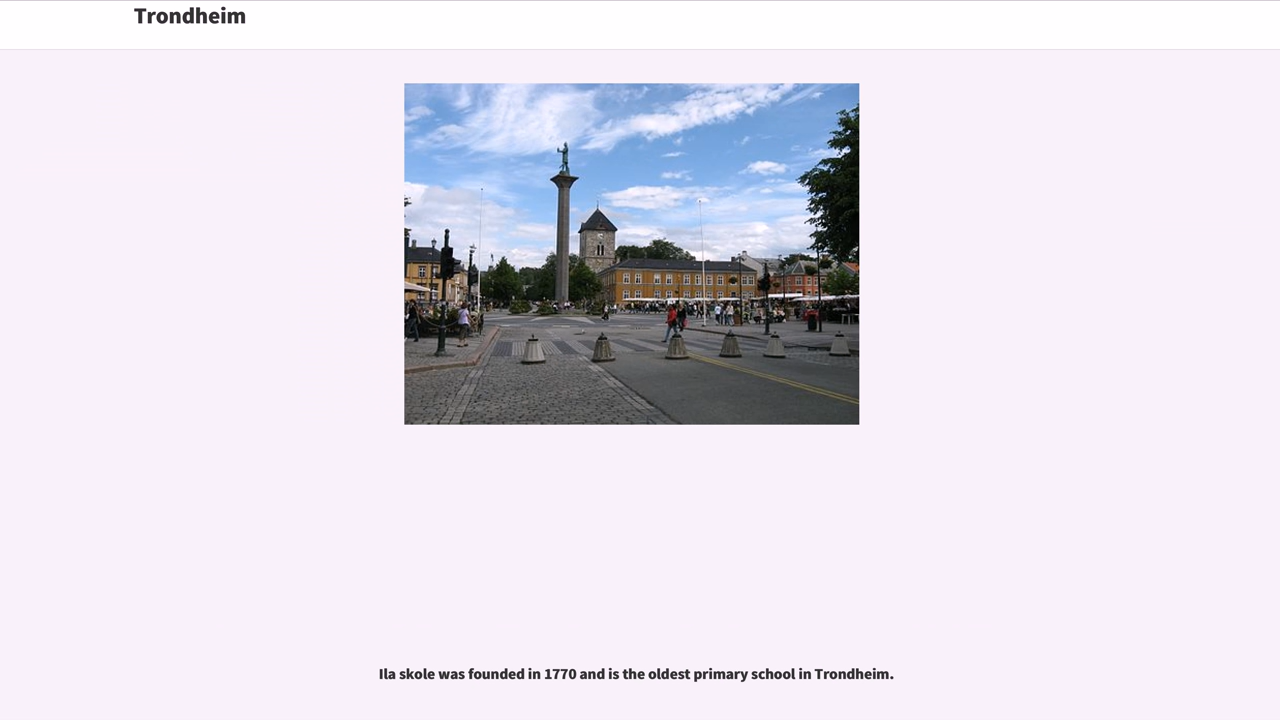 Trondheim
Ila skole was founded in 1770 and is the oldest primary school in Trondheim.